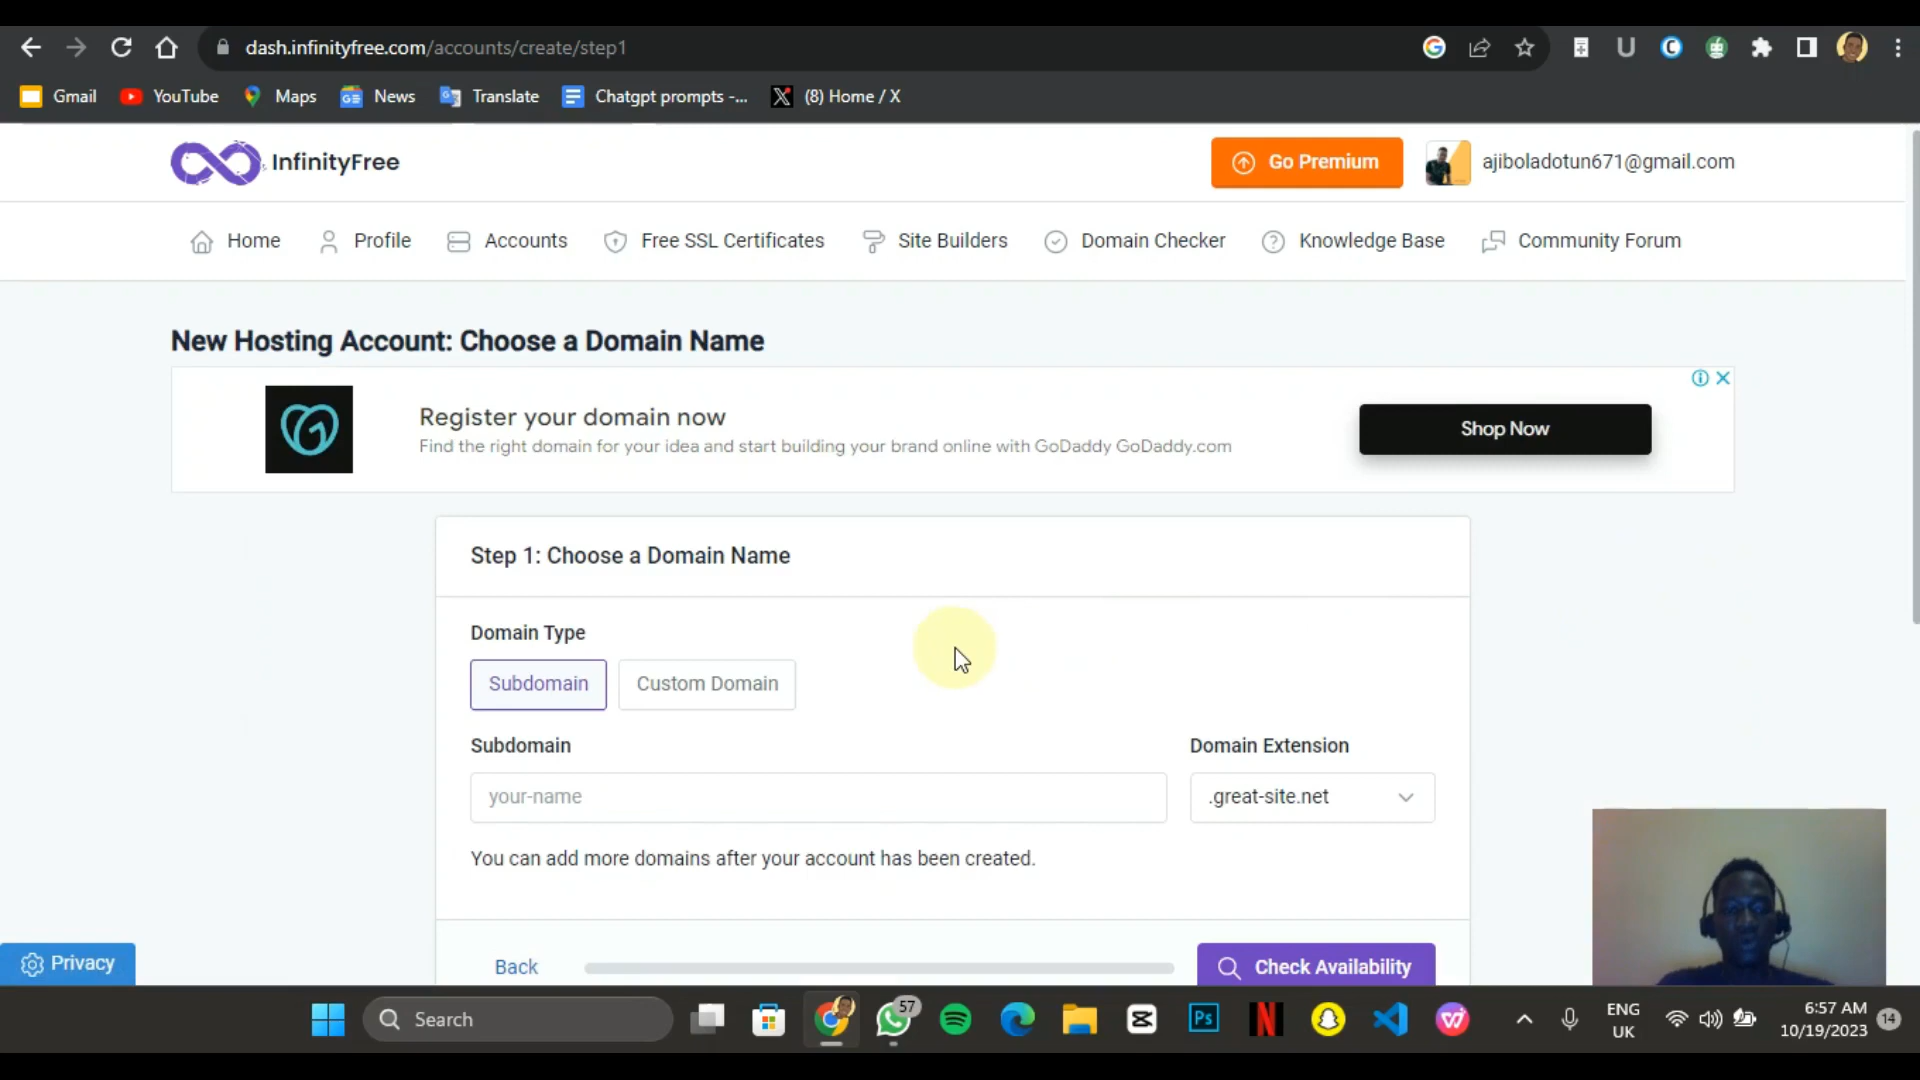 dash.infinityfree.com/accounts/create/step1
Gmail YouTube Maps News Translate Chatgpt prompts -... (8) Home / X
InfinityFree Go Premium ajiboladotun671@gmail.com
Home Profile Accounts Free SSL Certificates Site Builders Domain Checker Knowledge Base Community Forum
New Hosting Account: Choose a Domain Name
Register your domain now
Find the right domain for your idea and start building your brand online with GoDaddy GoDaddy.com
Shop Now
Step 1: Choose a Domain Name
Domain Type
Subdomain Custom Domain
Subdomain Domain Extension
your-name .great-site.net
You can add more domains after your account has been created.
Privacy
Back Check Availability
Search 57 Ps ENG 6:57 AM 14
UK 10/19/2023